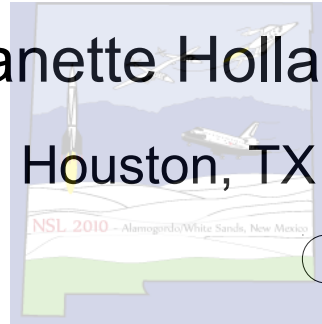 anette Holla
Houston, TX
NSL 2010 - Alamogordo/White Sands, New Mexico